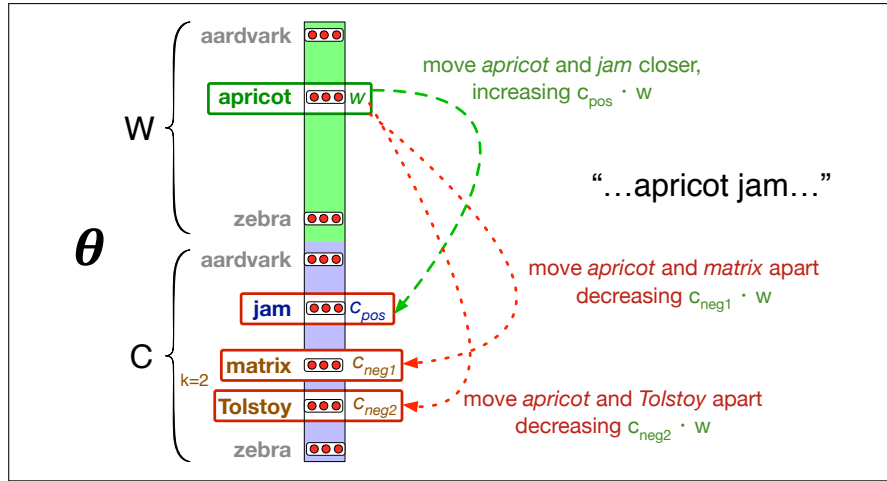 aardvark
move apricot and jam closer,
increasing c_pos · w
apricot w
W
“…apricot jam…”
zebra
θ
aardvark
move apricot and matrix apart
decreasing c_neg1 · w
jam c_pos
C
matrix c_neg1
k=2
Tolstoy c_neg2
move apricot and Tolstoy apart
decreasing c_neg2 · w
zebra